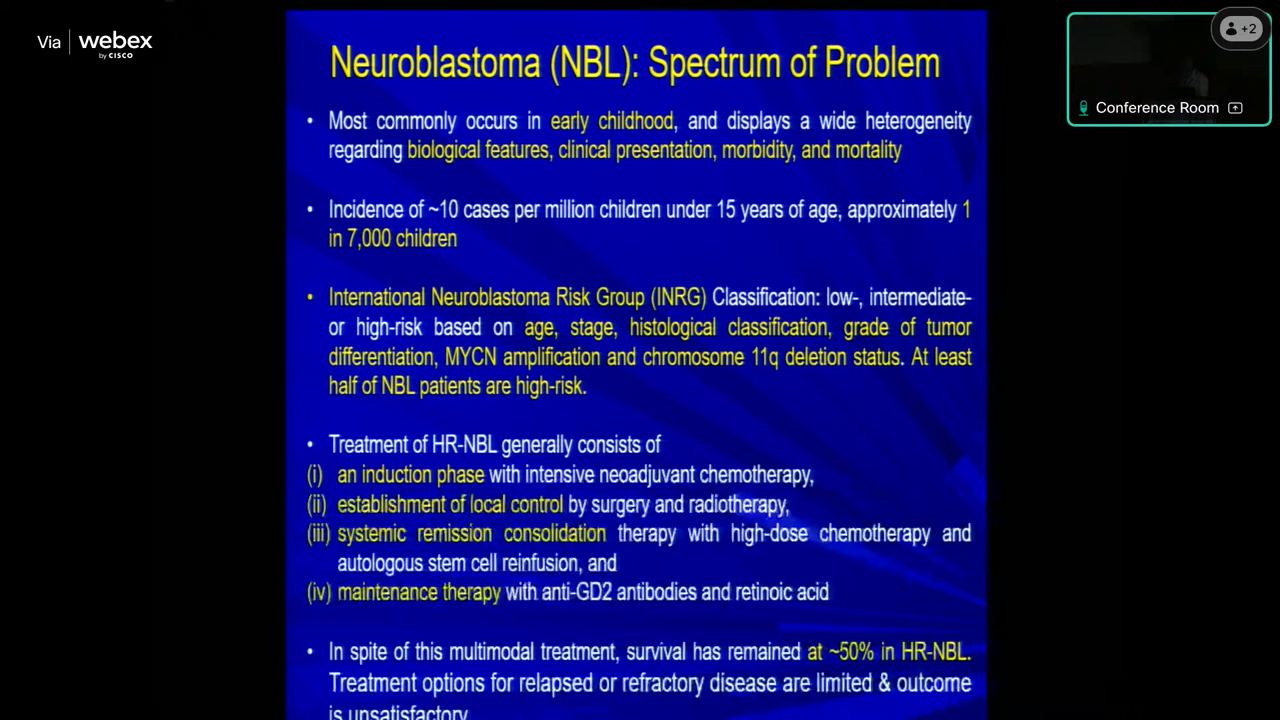 Via webex
by CISCO
+2
Conference Room
Neuroblastoma (NBL): Spectrum of Problem
• Most commonly occurs in early childhood, and displays a wide heterogeneity
regarding biological features, clinical presentation, morbidity, and mortality
• Incidence of ~10 cases per million children under 15 years of age, approximately 1
in 7,000 children
• International Neuroblastoma Risk Group (INRG) Classification: low-, intermediate-
or high-risk based on age, stage, histological classification, grade of tumor
differentiation, MYCN amplification and chromosome 11q deletion status. At least
half of NBL patients are high-risk.
• Treatment of HR-NBL generally consists of
(i) an induction phase with intensive neoadjuvant chemotherapy,
(ii) establishment of local control by surgery and radiotherapy,
(iii) systemic remission consolidation therapy with high-dose chemotherapy and
autologous stem cell reinfusion, and
(iv) maintenance therapy with anti-GD2 antibodies and retinoic acid
• In spite of this multimodal treatment, survival has remained at ~50% in HR-NBL.
Treatment options for relapsed or refractory disease are limited & outcome
is unsatisfactory